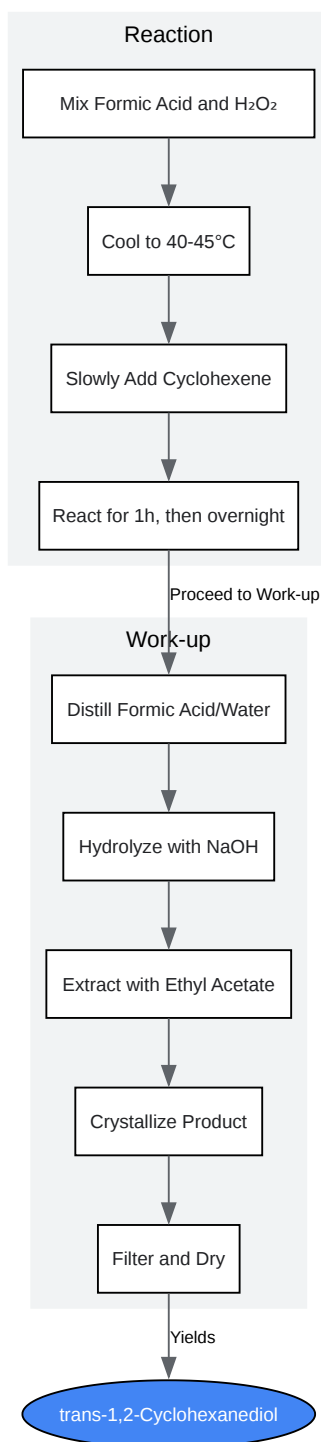 Reaction
Mix Formic Acid and H₂O₂
Cool to 40-45°C
Slowly Add Cyclohexene
React for 1h, then overnight
Proceed to Work-up
Work-up
Distill Formic Acid/Water
Hydrolyze with NaOH
Extract with Ethyl Acetate
Crystallize Product
Filter and Dry
Yields
trans-1,2-Cyclohexanediol